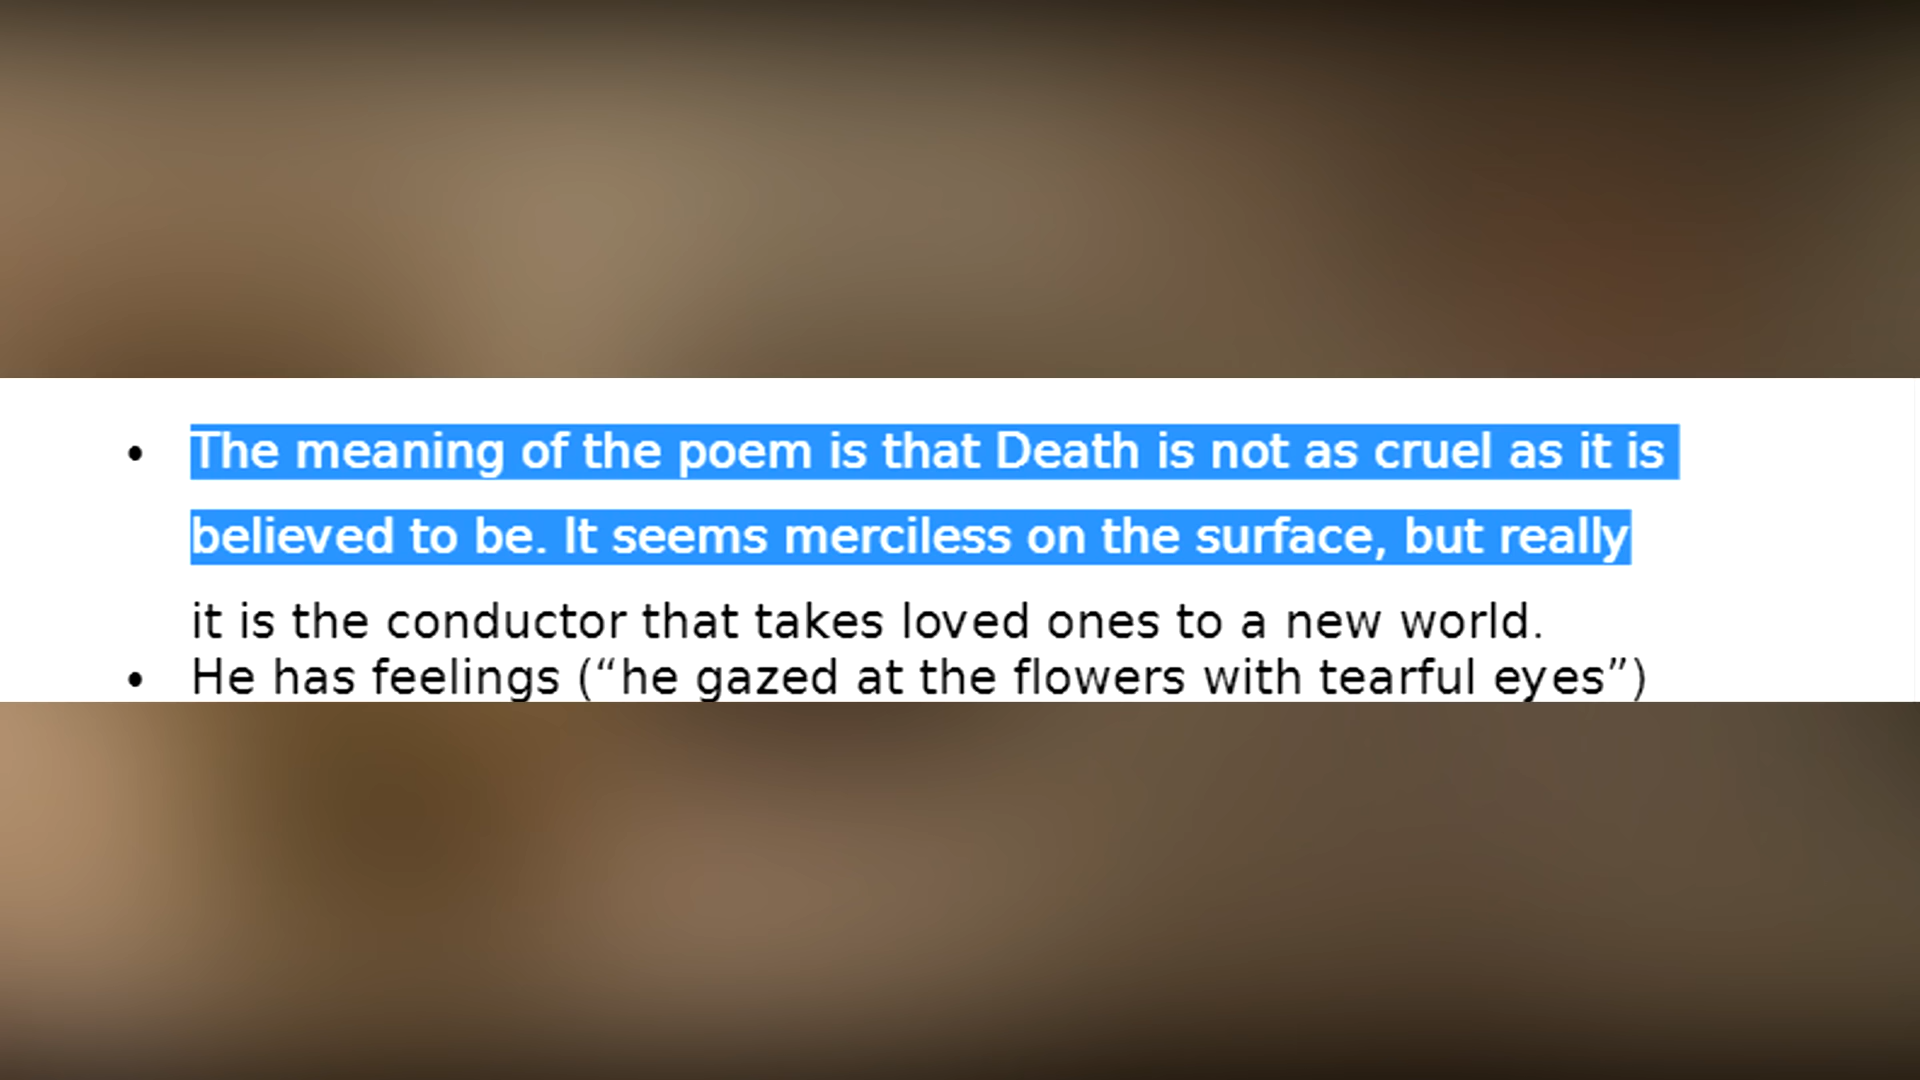 • The meaning of the poem is that Death is not as cruel as it is
believed to be. It seems merciless on the surface, but really
it is the conductor that takes loved ones to a new world.
• He has feelings (“he gazed at the flowers with tearful eyes”)